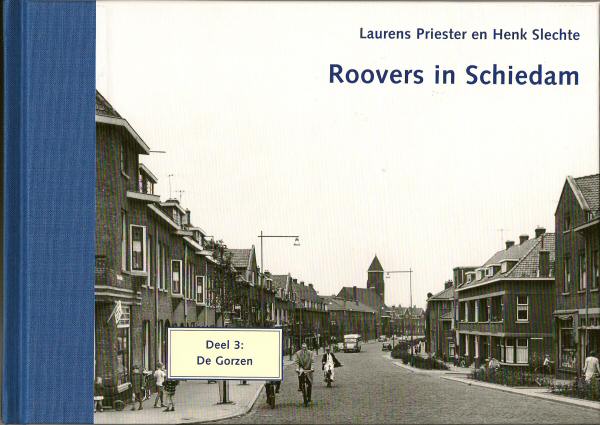 Laurens Priester en Henk Slechte
Roovers in Schiedam
Deel 3:
De Gorzen